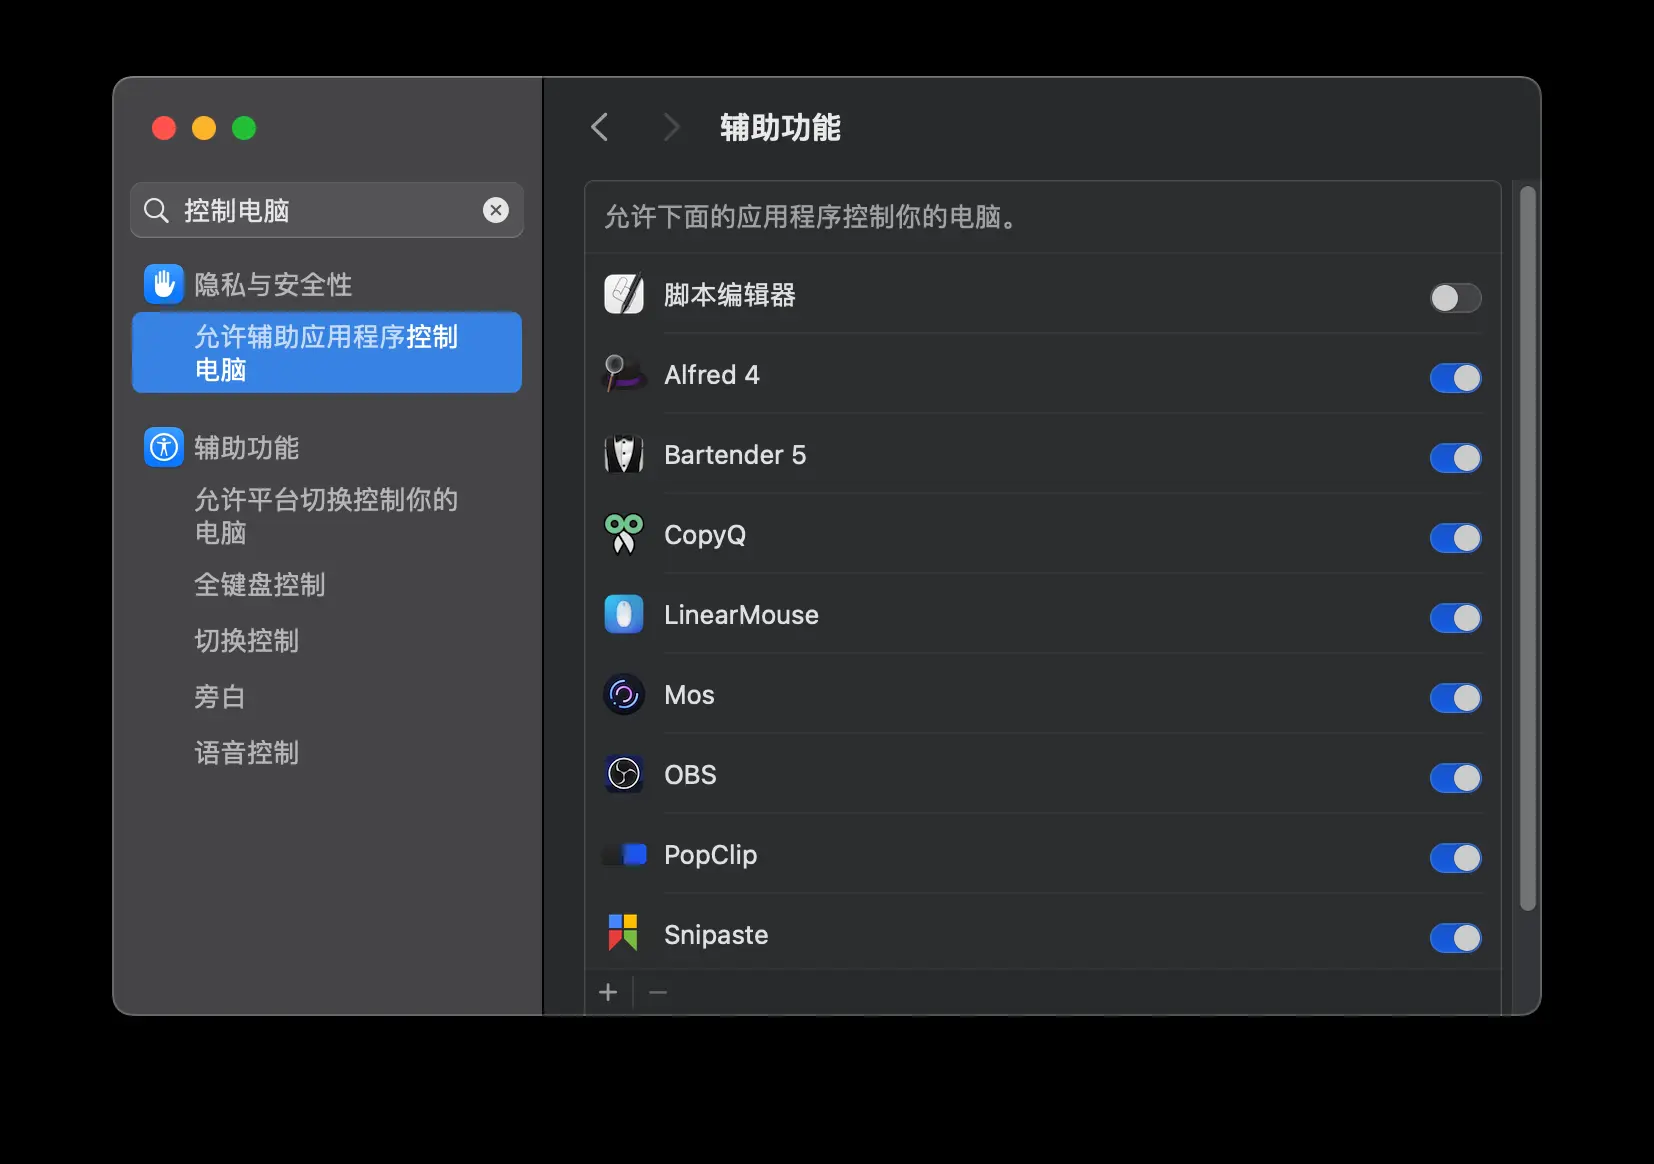 控制电脑
隐私与安全性
允许辅助应用程序控制
电脑
辅助功能
允许平台切换控制你的
电脑
全键盘控制
切换控制
旁白
语音控制
辅助功能
允许下面的应用程序控制你的电脑。
脚本编辑器
Alfred 4
Bartender 5
CopyQ
LinearMouse
Mos
OBS
PopClip
Snipaste